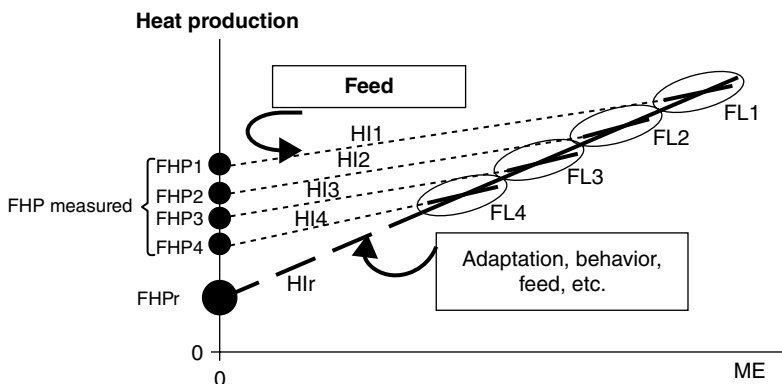 Heat production
Feed
FL1
HI1
FL2
HI2
FHP1
FL3
HI3
FHP2
FHP measured
FHP3
HI4
FL4
FHP4
Adaptation, behavior,
feed, etc.
HIr
FHPr
0
0
ME